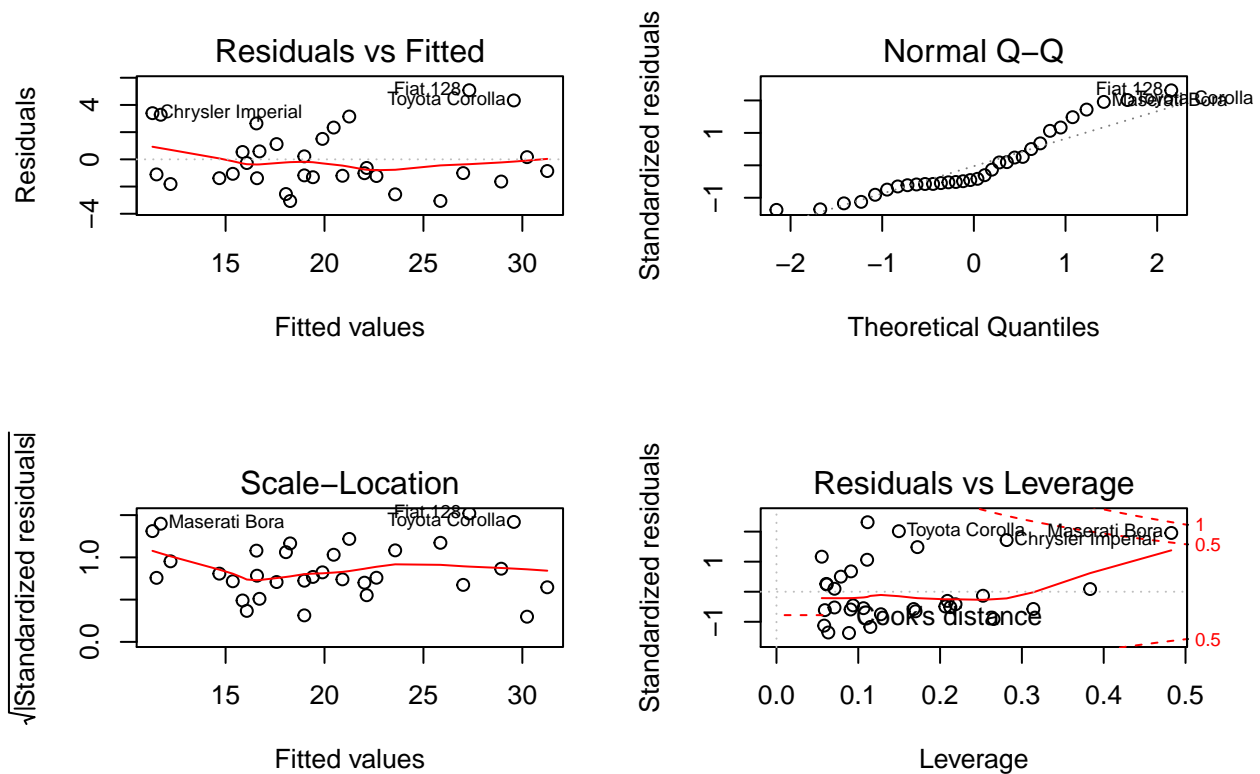 Residuals vs Fitted
Residuals
4
0
−4
Fiat 128
Toyota Corolla
Chrysler Imperial
15 20 25 30
Fitted values
Normal Q−Q
Standardized residuals
1
−1
Fiat 128
Toyota Corolla
Maserati Bora
−2 −1 0 1 2
Theoretical Quantiles
Scale−Location
√|Standardized residuals|
1.0
0.0
Fiat 128
Toyota Corolla
Maserati Bora
15 20 25 30
Fitted values
Residuals vs Leverage
Standardized residuals
1
−1
Toyota Corolla
Maserati Bora
Chrysler Imperial
1
0.5
0.5
Cook's distance
0.0 0.1 0.2 0.3 0.4 0.5
Leverage